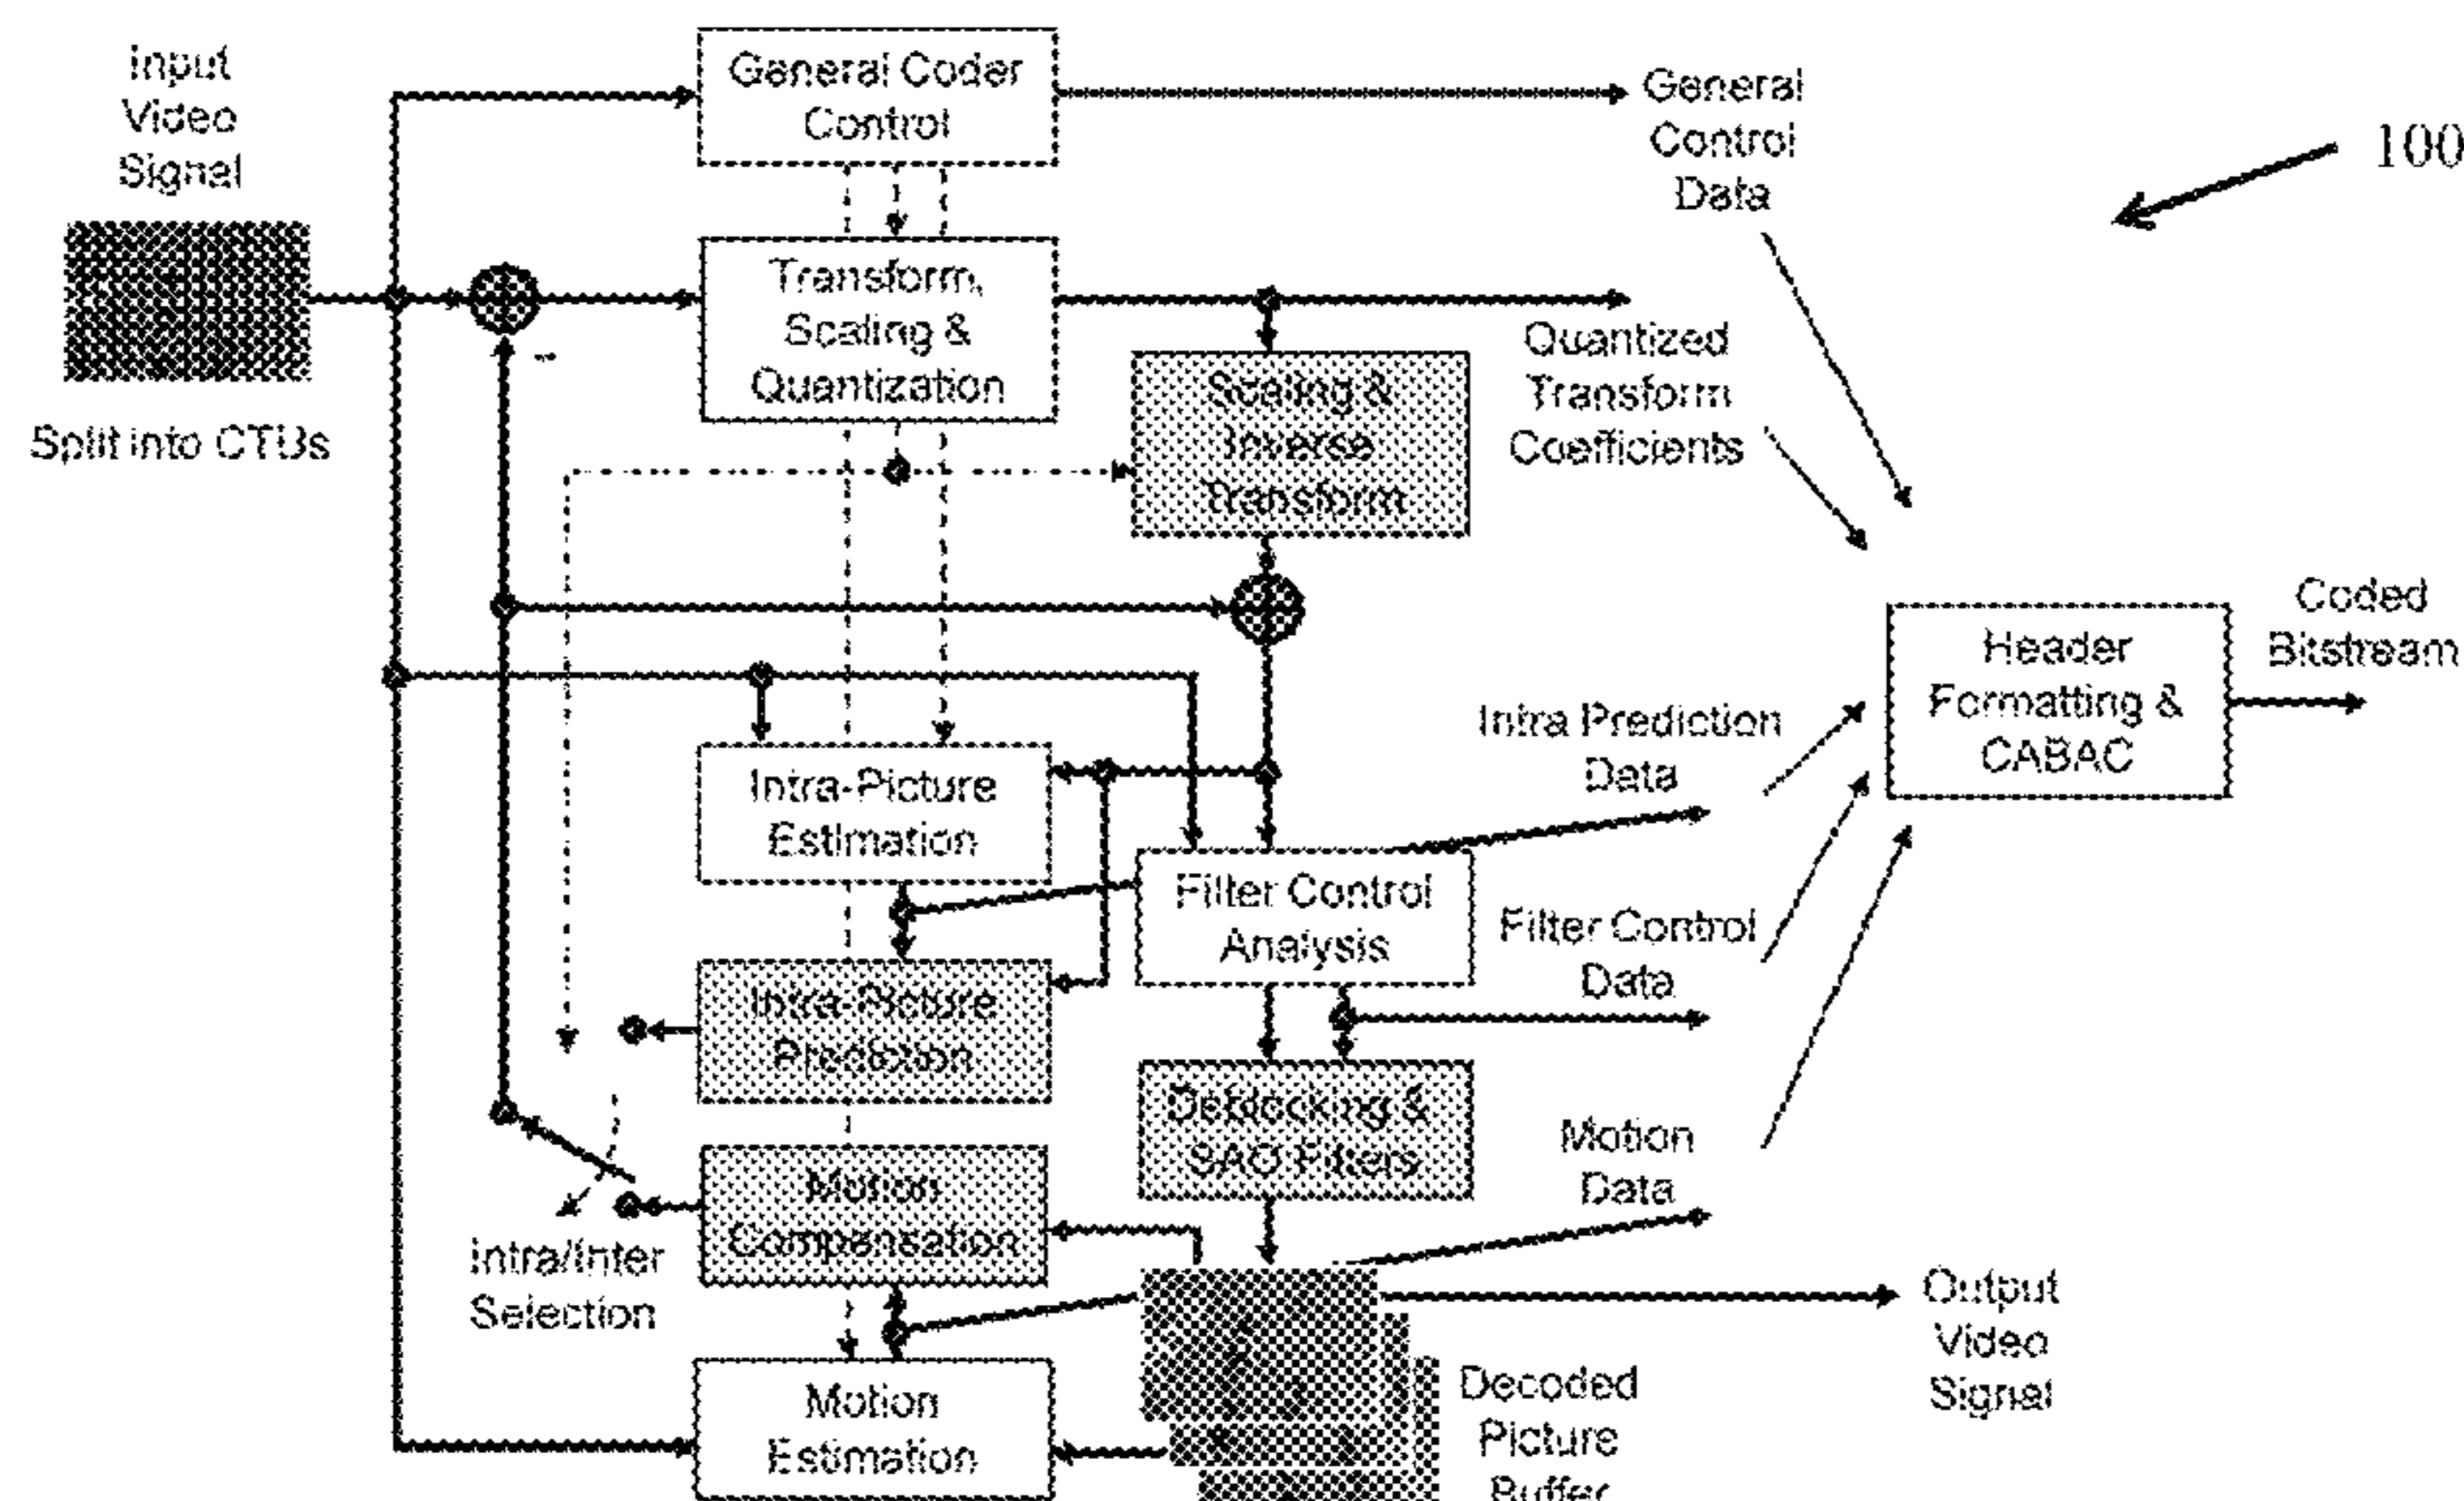 Input
Video
Signal
Split into CTUs
General Coder
Control
Transform,
Scaling &
Quantization
Scaling &
Inverse
Transform
Intra-Picture
Estimation
Filter Control
Analysis
Intra-Picture
Prediction
Deblocking &
SAO Filters
Motion
Compensation
Intra/Inter
Selection
Motion
Estimation
General
Control
Data
100
Quantized
Transform
Coefficients
Intra Prediction
Data
Filter Control
Data
Motion
Data
Header
Formatting &
CABAC
Coded
Bitstream
Output
Video
Signal
Decoded
Picture
Buffer